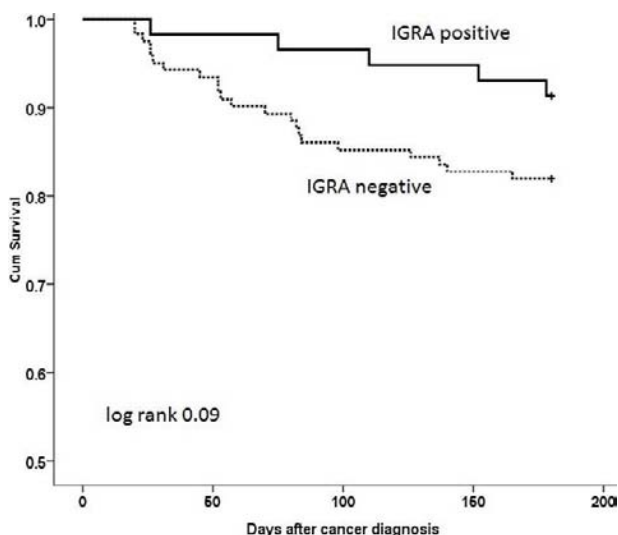 1.0
IGRA positive
0.9
0.8
IGRA negative
Cum Survival
0.7
0.6
log rank 0.09
0.5
0 50 100 150 200
Days after cancer diagnosis